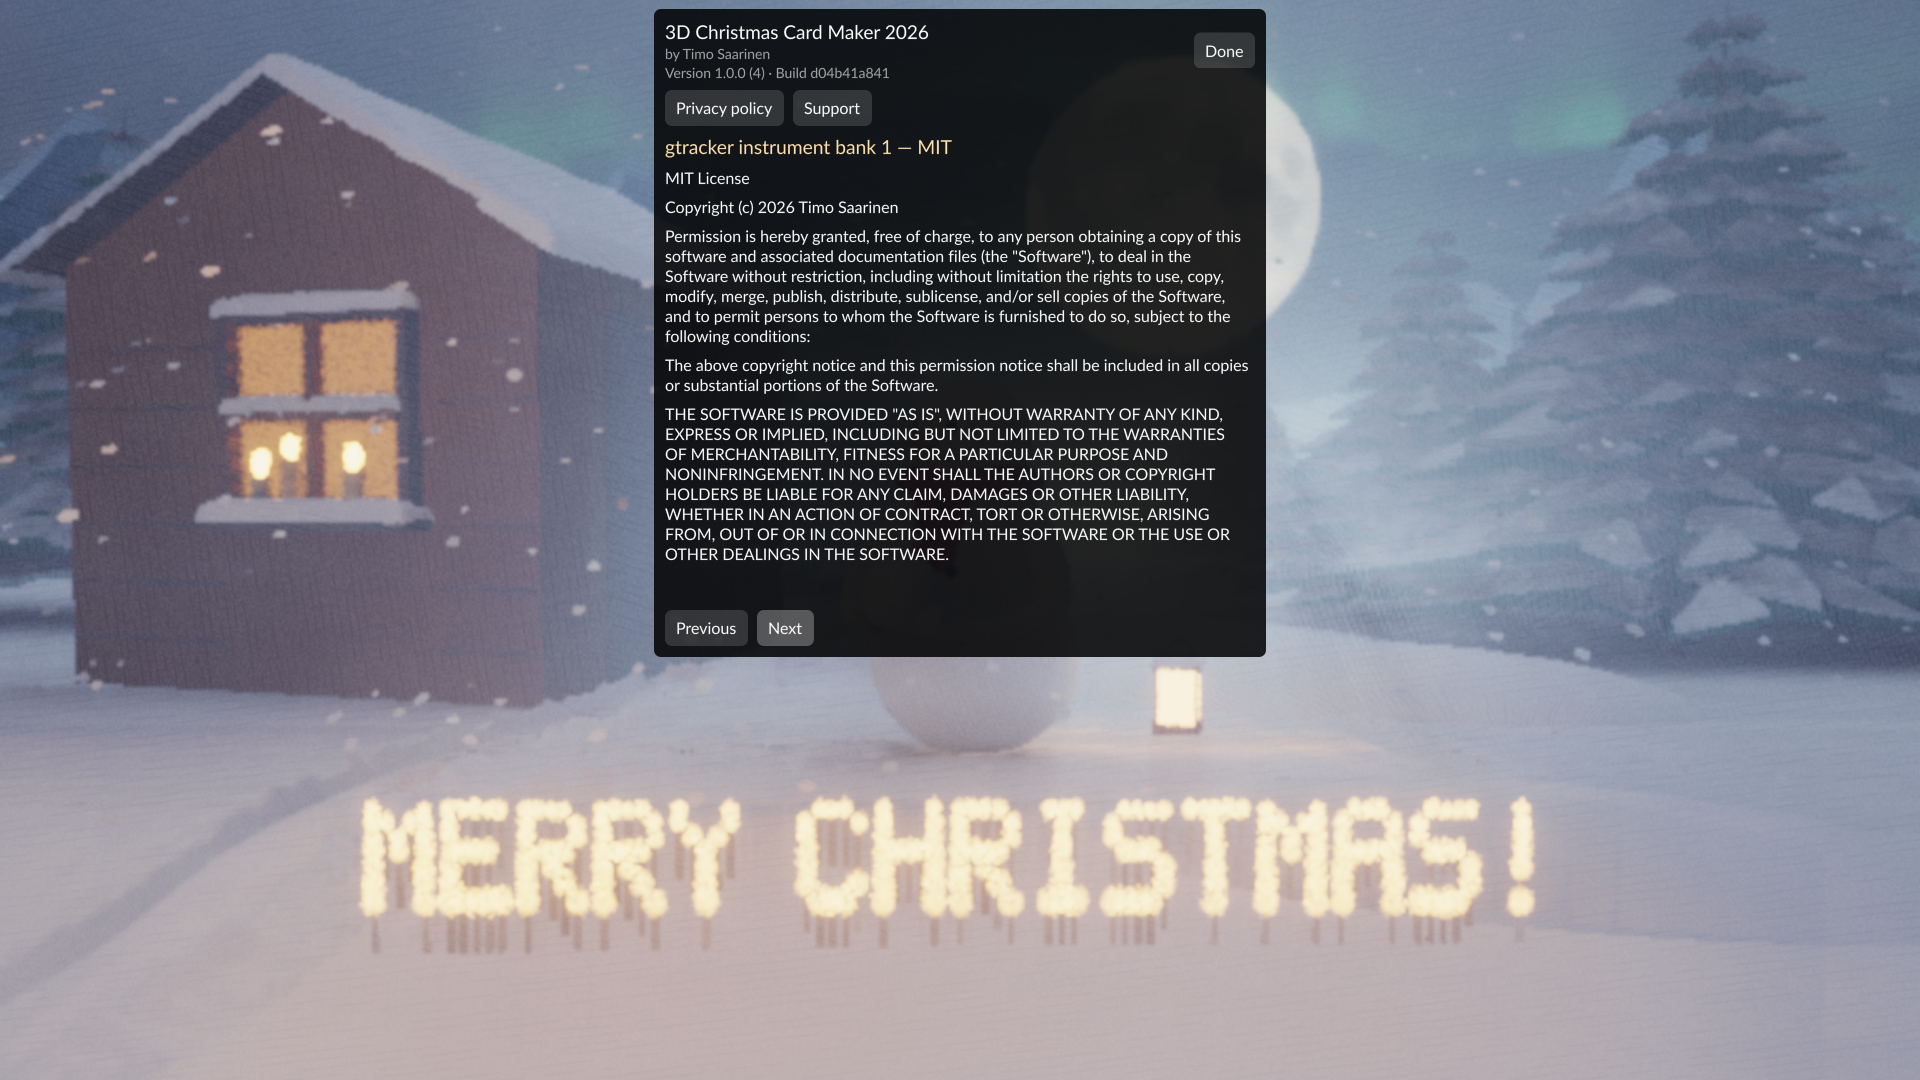 3D Christmas Card Maker 2026
by Timo Saarinen
Version 1.0.0 (4) · Build d04b41a841
Done
Privacy policy
Support
gtracker instrument bank 1 — MIT
MIT License
Copyright (c) 2026 Timo Saarinen
Permission is hereby granted, free of charge, to any person obtaining a copy of this
software and associated documentation files (the "Software"), to deal in the
Software without restriction, including without limitation the rights to use, copy,
modify, merge, publish, distribute, sublicense, and/or sell copies of the Software,
and to permit persons to whom the Software is furnished to do so, subject to the
following conditions:
The above copyright notice and this permission notice shall be included in all copies
or substantial portions of the Software.
THE SOFTWARE IS PROVIDED "AS IS", WITHOUT WARRANTY OF ANY KIND,
EXPRESS OR IMPLIED, INCLUDING BUT NOT LIMITED TO THE WARRANTIES
OF MERCHANTABILITY, FITNESS FOR A PARTICULAR PURPOSE AND
NONINFRINGEMENT. IN NO EVENT SHALL THE AUTHORS OR COPYRIGHT
HOLDERS BE LIABLE FOR ANY CLAIM, DAMAGES OR OTHER LIABILITY,
WHETHER IN AN ACTION OF CONTRACT, TORT OR OTHERWISE, ARISING
FROM, OUT OF OR IN CONNECTION WITH THE SOFTWARE OR THE USE OR
OTHER DEALINGS IN THE SOFTWARE.
Previous
Next
MERRY CHRISTMAS!